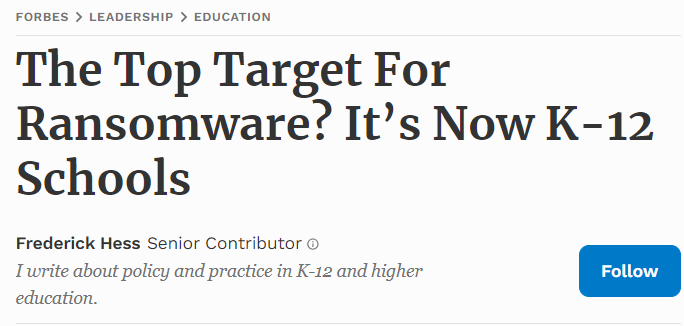 FORBES > LEADERSHIP > EDUCATION
The Top Target For
Ransomware? It’s Now K-12
Schools
Frederick Hess Senior Contributor
I write about policy and practice in K-12 and higher
education.
Follow